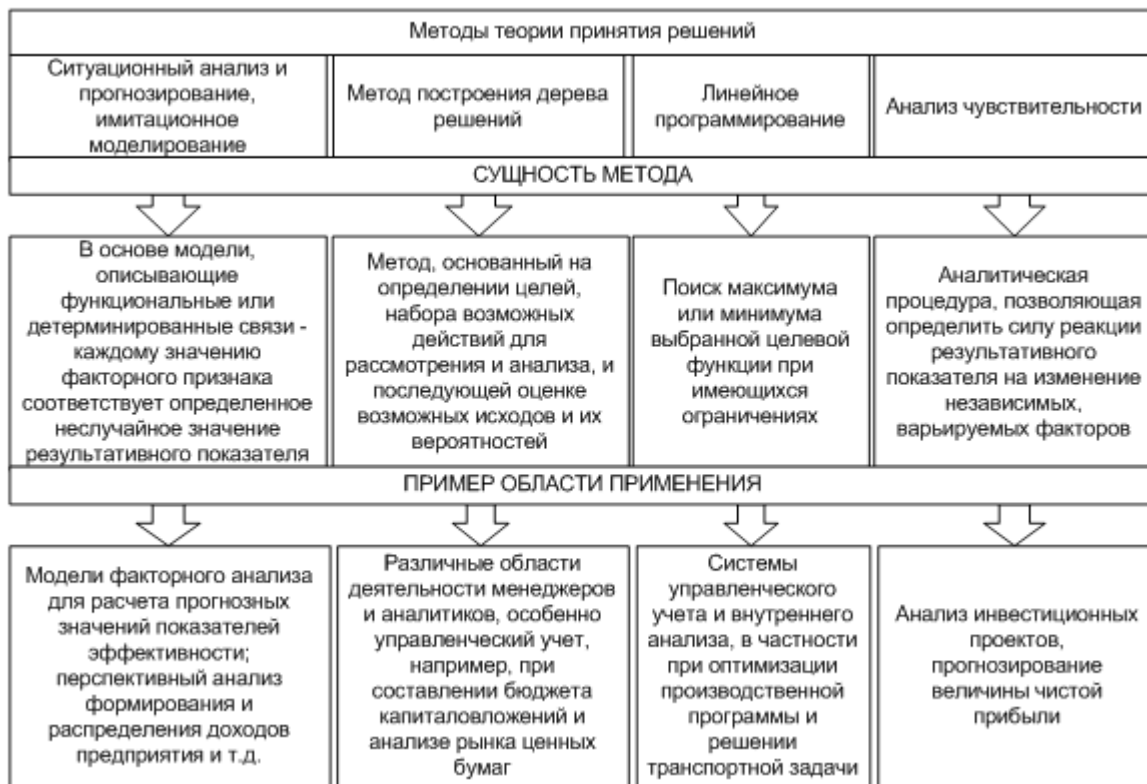 Методы теории принятия решений
Ситуационный анализ и
прогнозирование,
имитационное
моделирование
Метод построения дерева
решений
Линейное
программирование
Анализ чувствительности
СУЩНОСТЬ МЕТОДА
В основе модели,
описывающие
функциональные или
детерминированные связи -
каждому значению
факторного признака
соответствует определенное
неслучайное значение
результативного показателя
Метод, основанный на
определении целей,
набора возможных
действий для
рассмотрения и анализа, и
последующей оценке
возможных исходов и их
вероятностей
Поиск максимума
или минимума
выбранной целевой
функции при
имеющихся
ограничениях
Аналитическая
процедура, позволяющая
определить силу реакции
результативного
показателя на изменение
независимых,
варьируемых факторов
ПРИМЕР ОБЛАСТИ ПРИМЕНЕНИЯ
Модели факторного анализа
для расчета прогнозных
значений показателей
эффективности;
перспективный анализ
формирования и
распределения доходов
предприятия и т.д.
Различные области
деятельности менеджеров
и аналитиков, особенно
управленческий учет,
например, при
составлении бюджета
капиталовложений и
анализе рынка ценных
бумаг
Системы
управленческого
учета и внутреннего
анализа, в частности
при оптимизации
производственной
программы и
решении
транспортной задачи
Анализ инвестиционных
проектов,
прогнозирование
величины чистой
прибыли